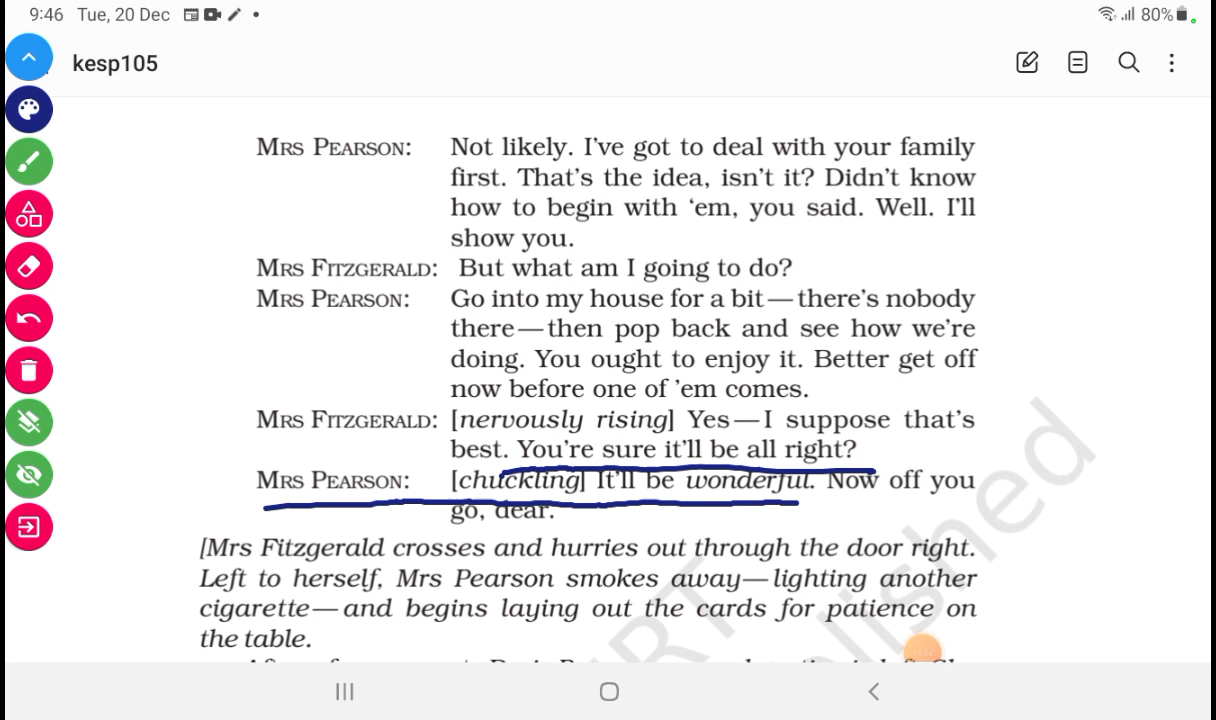 9:46 Tue, 20 Dec
80%
kesp105
MRS PEARSON: Not likely. I've got to deal with your family
first. That's the idea, isn't it? Didn't know
how to begin with ‘em, you said. Well. I'll
show you.
MRS FITZGERALD: But what am I going to do?
MRS PEARSON: Go into my house for a bit—there's nobody
there—then pop back and see how we're
doing. You ought to enjoy it. Better get off
now before one of ’em comes.
MRS FITZGERALD: [nervously rising] Yes—I suppose that's
best. You're sure it'll be all right?
MRS PEARSON: [chuckling] It'll be wonderful. Now off you
go, dear.
[Mrs Fitzgerald crosses and hurries out through the door right.
Left to herself, Mrs Pearson smokes away—lighting another
cigarette—and begins laying out the cards for patience on
the table.